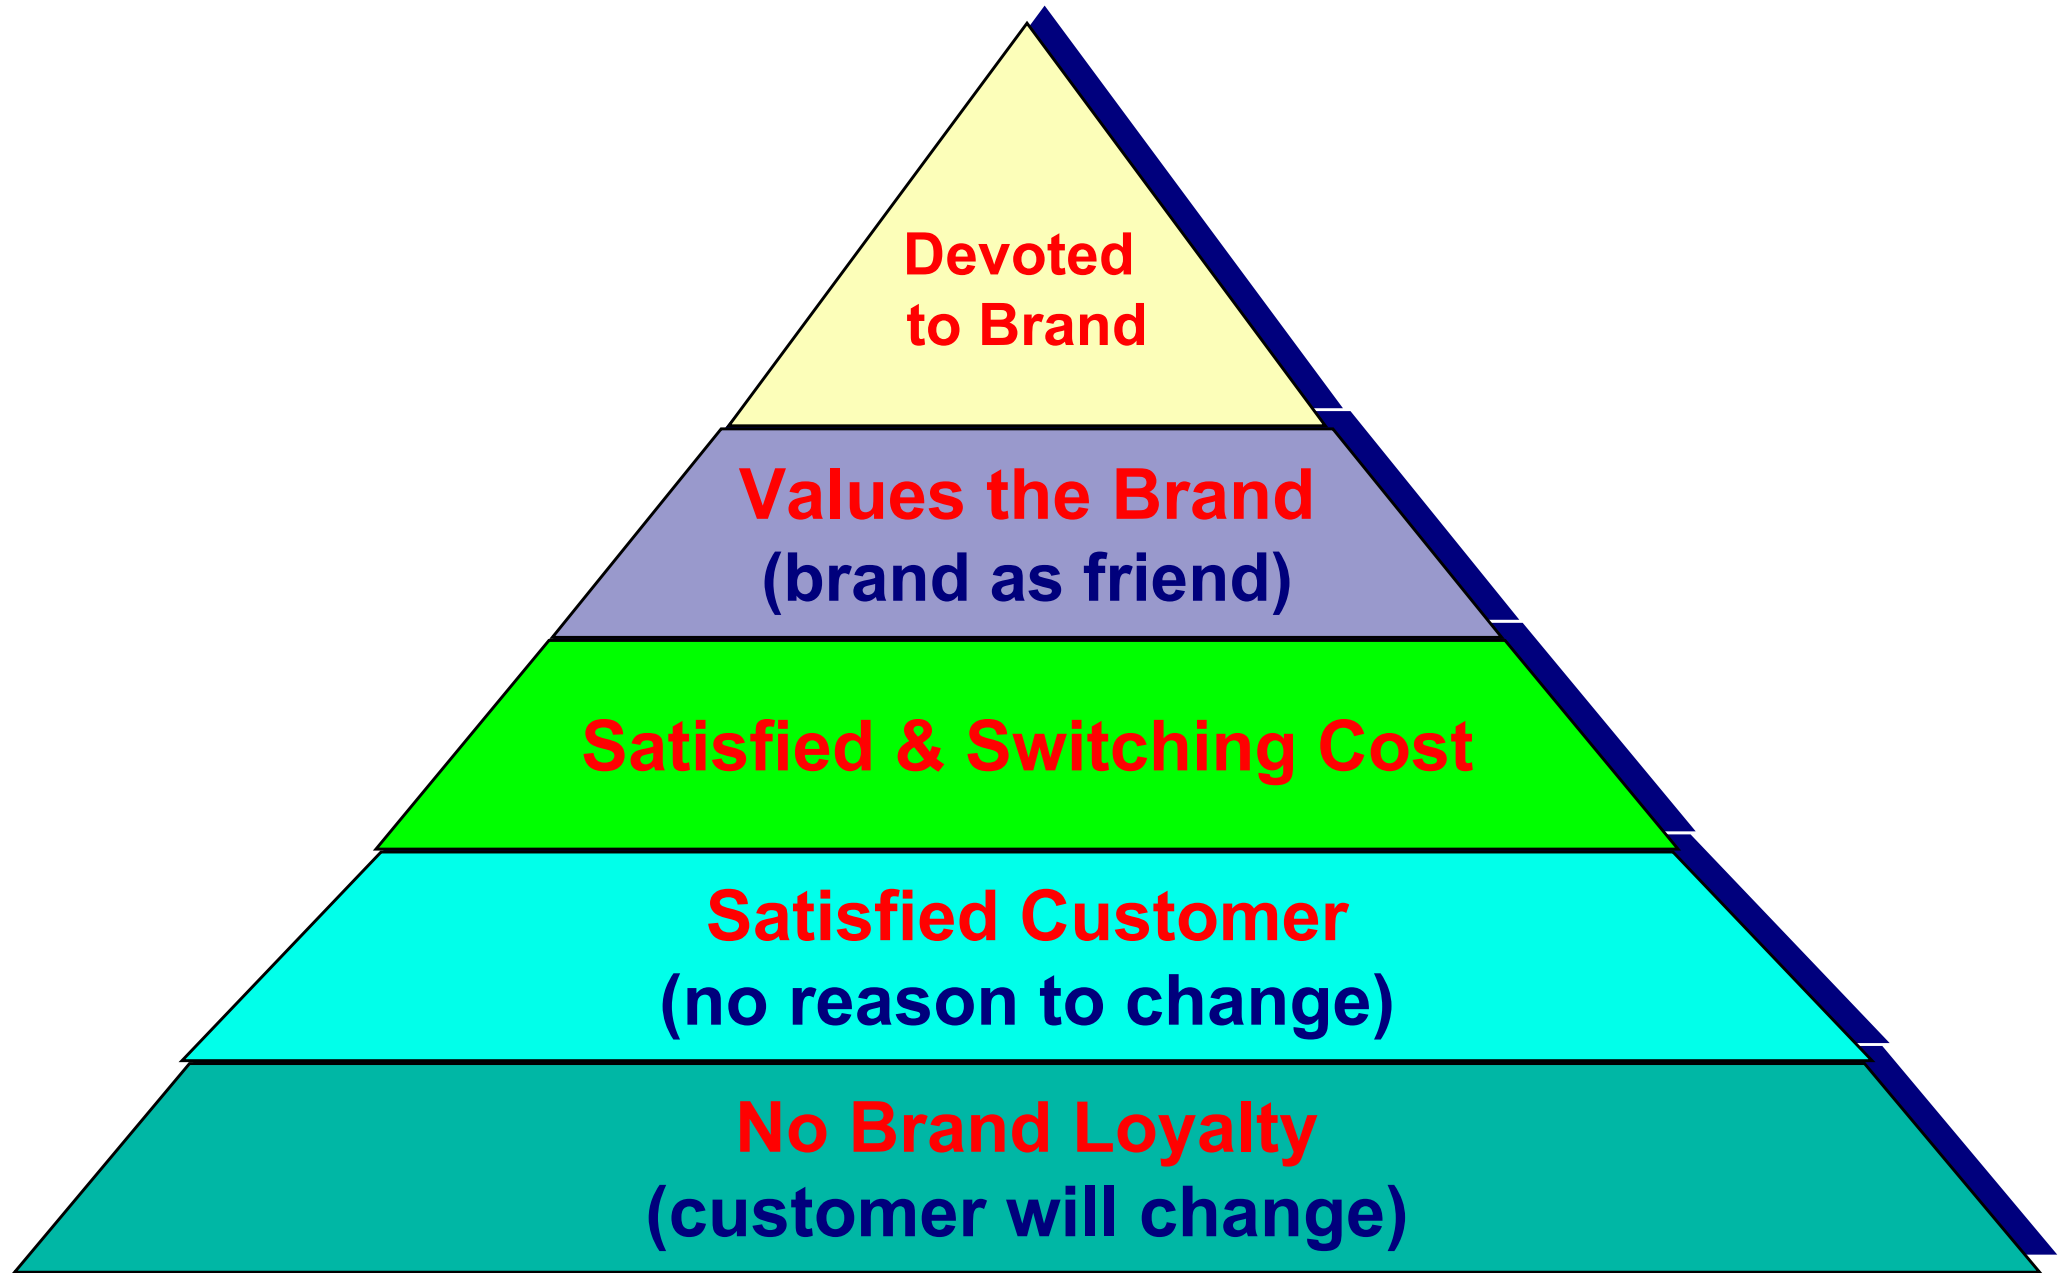 Devoted
to Brand
Values the Brand
(brand as friend)
Satisfied & Switching Cost
Satisfied Customer
(no reason to change)
No Brand Loyalty
(customer will change)